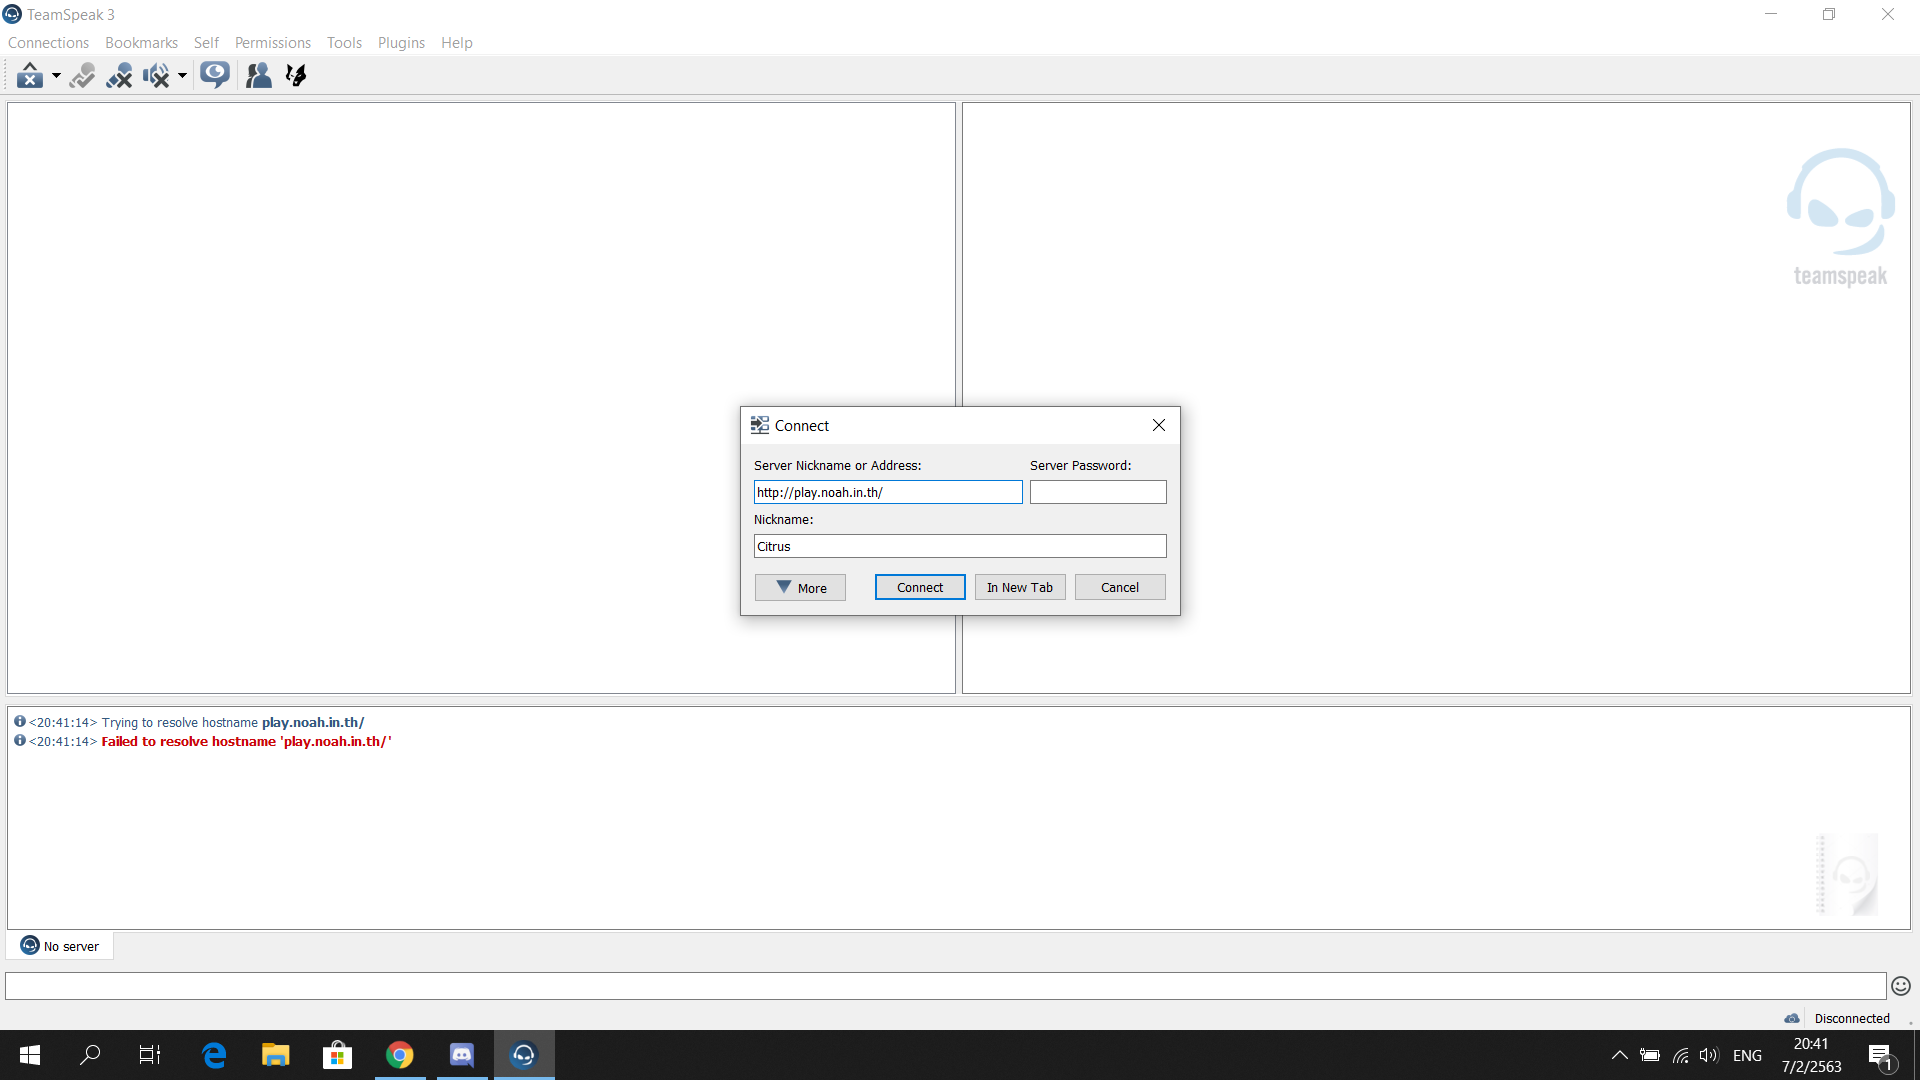 TeamSpeak 3
Connections Bookmarks Self Permissions Tools Plugins Help
teamspeak
Connect
Server Nickname or Address: Server Password:
http://play.noah.in.th/
Nickname:
Citrus
More Connect In New Tab Cancel
<20:41:14> Trying to resolve hostname play.noah.in.th/
<20:41:14> Failed to resolve hostname 'play.noah.in.th/'
No server
Disconnected
ENG
20:41
7/2/2563
1